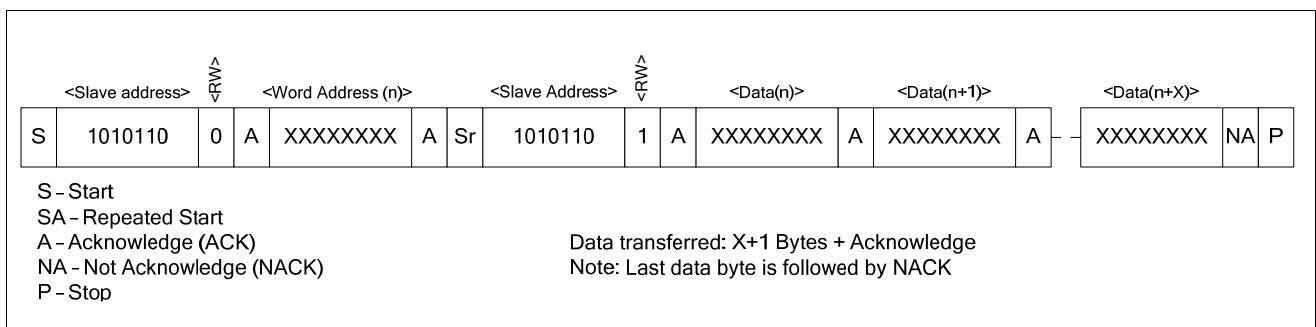 <Slave address> <RW> <Word Address (n)> <Slave Address> <RW> <Data(n)> <Data(n+1)> <Data(n+X)>
S 1010110 0 A XXXXXXXX A Sr 1010110 1 A XXXXXXXX A XXXXXXXX A XXXXXXXX NA P
S – Start
SA – Repeated Start
A – Acknowledge (ACK)
NA – Not Acknowledge (NACK)
P – Stop
Data transferred: X+1 Bytes + Acknowledge
Note: Last data byte is followed by NACK